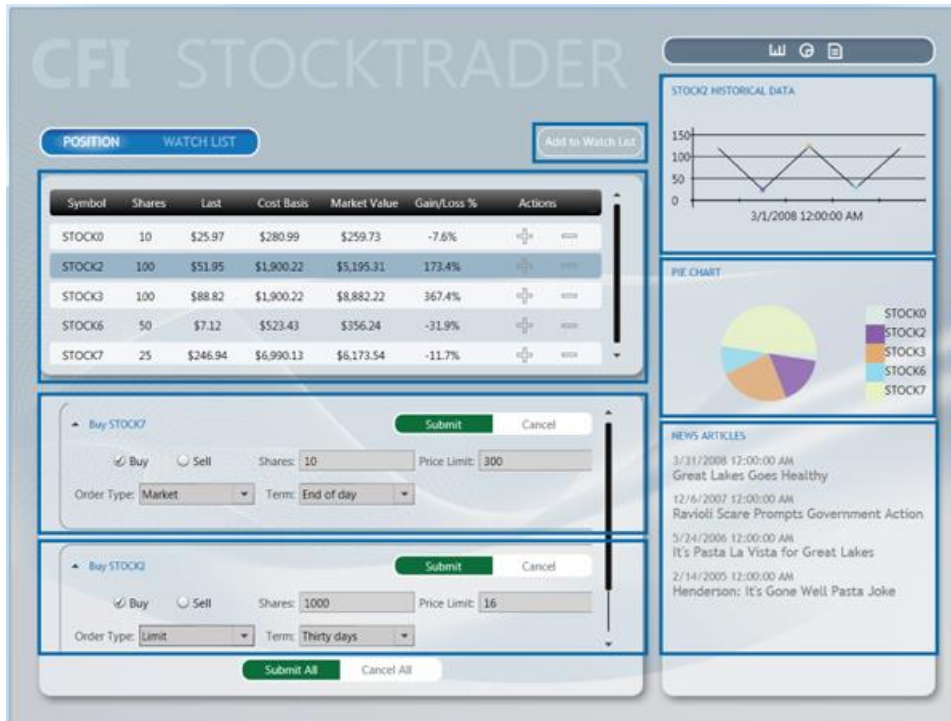 CFI STOCKTRADER
POSITION WATCH LIST
Add to Watch List
Symbol Shares Last Cost Basis Market Value Gain/Loss % Actions
STOCK0 10 $25.97 $280.99 $259.73 -7.6%
STOCK2 100 $51.95 $1,900.22 $5,195.31 173.4%
STOCK3 100 $88.82 $1,900.22 $8,882.22 367.4%
STOCK6 50 $7.12 $523.43 $356.24 -31.9%
STOCK7 25 $246.94 $6,990.13 $6,173.54 -11.7%
Buy STOCK7 Submit Cancel
Buy Sell Shares: 10 Price Limit: 300
Order Type: Market Term: End of day
Buy STOCK2 Submit Cancel
Buy Sell Shares: 1000 Price Limit: 16
Order Type: Limit Term: Thirty days
Submit All Cancel All
STOCK2 HISTORICAL DATA
150
100
50
0
3/1/2008 12:00:00 AM
PIE CHART
STOCK0
STOCK2
STOCK3
STOCK6
STOCK7
NEWS ARTICLES
3/31/2008 12:00:00 AM
Great Lakes Goes Healthy
12/6/2007 12:00:00 AM
Ravioli Scare Prompts Government Action
5/24/2006 12:00:00 AM
It's Pasta La Vista for Great Lakes
2/14/2005 12:00:00 AM
Henderson: It's Gone Well Pasta Joke